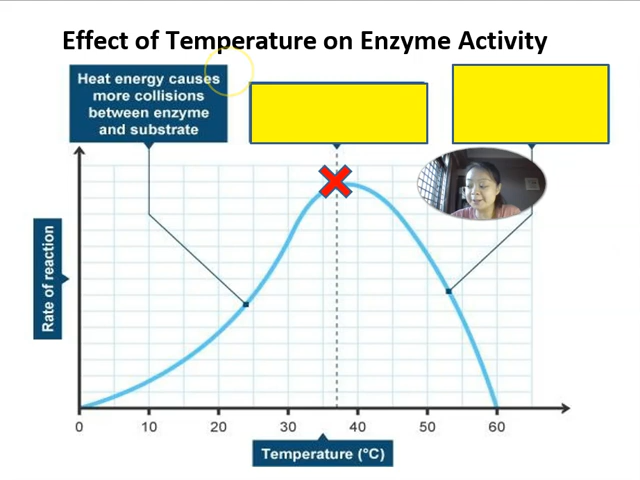 Effect of Temperature on Enzyme Activity
Heat energy causes
more collisions
between enzyme
and substrate
Rate of reaction
0 10 20 30 40 50 60
Temperature (°C)